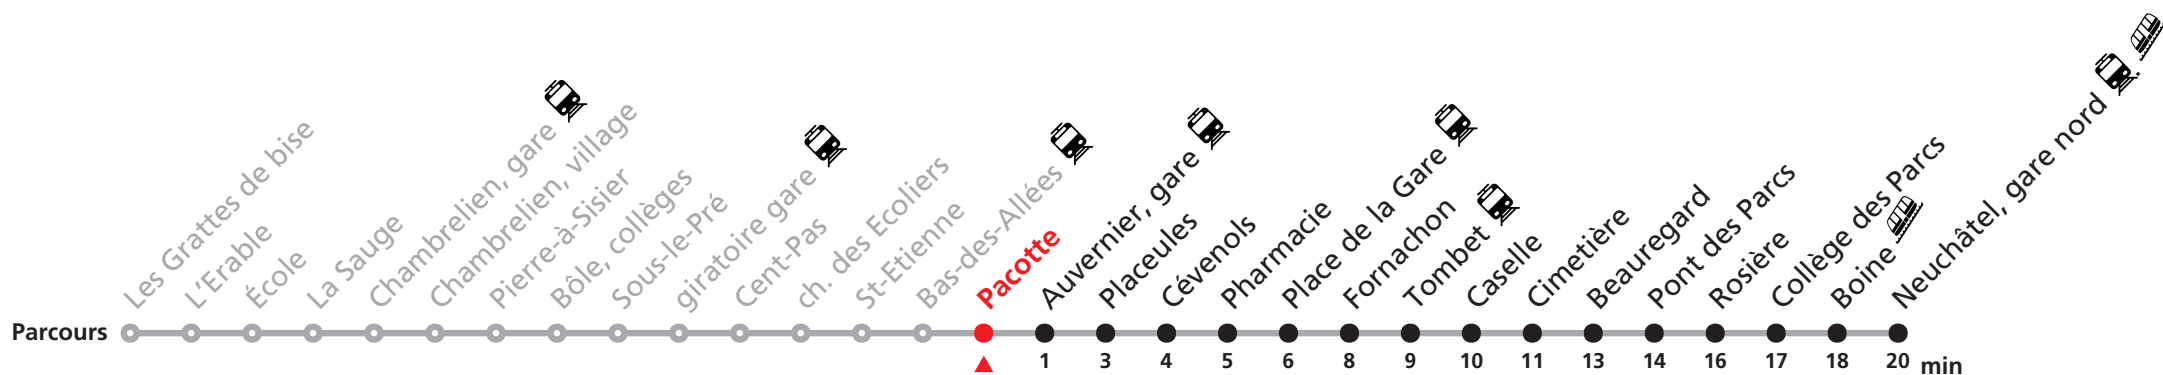 Parcours
Les Grattes de bise
L'Erable
École
La Sauge
Chambrelien, gare
Chambrelien, village
Pierre-à-Sisier
Bôle, collèges
Sous-le-Pré
giratoire gare
Cent-Pas
ch. des Ecoliers
St-Etienne
Bas-des-Allées
Pacotte
Auvernier, gare
Placeules
Cévenols
Pharmacie
Place de la Gare
Fornachon
Tombet
Caselle
Cimetière
Beauregard
Pont des Parcs
Rosière
Collège des Parcs
Boine
Neuchâtel, gare nord
1 3 4 5 6 8 9 10 11 13 14 16 17 18 20 min